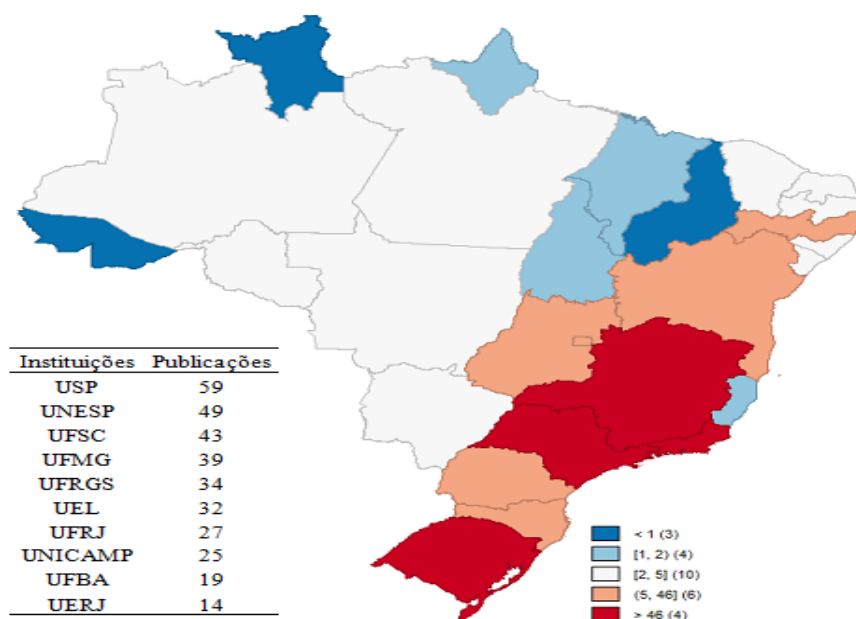 Instituições Publicações
USP 59
UNESP 49
UFSC 43
UFMG 39
UFRGS 34
UEL 32
UFRJ 27
UNICAMP 25
UFBA 19
UERJ 14
< 1 (3)
[1, 2) (4)
[2, 5] (10)
(5, 46] (6)
> 46 (4)